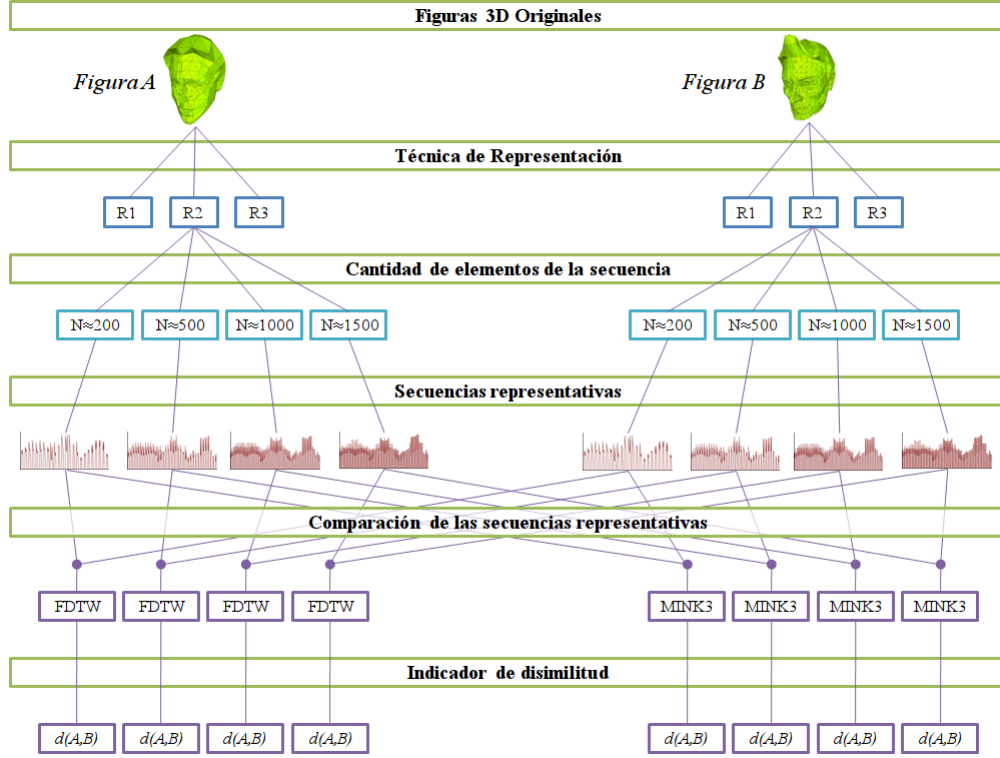 Figuras 3D Originales
Figura A
Figura B
Técnica de Representación
R1 R2 R3 R1 R2 R3
Cantidad de elementos de la secuencia
N≈200 N≈500 N≈1000 N≈1500 N≈200 N≈500 N≈1000 N≈1500
Secuencias representativas
Comparación de las secuencias representativas
FDTW FDTW FDTW FDTW MINK3 MINK3 MINK3 MINK3
Indicador de disimilitud
d(A,B) d(A,B) d(A,B) d(A,B) d(A,B) d(A,B) d(A,B) d(A,B)